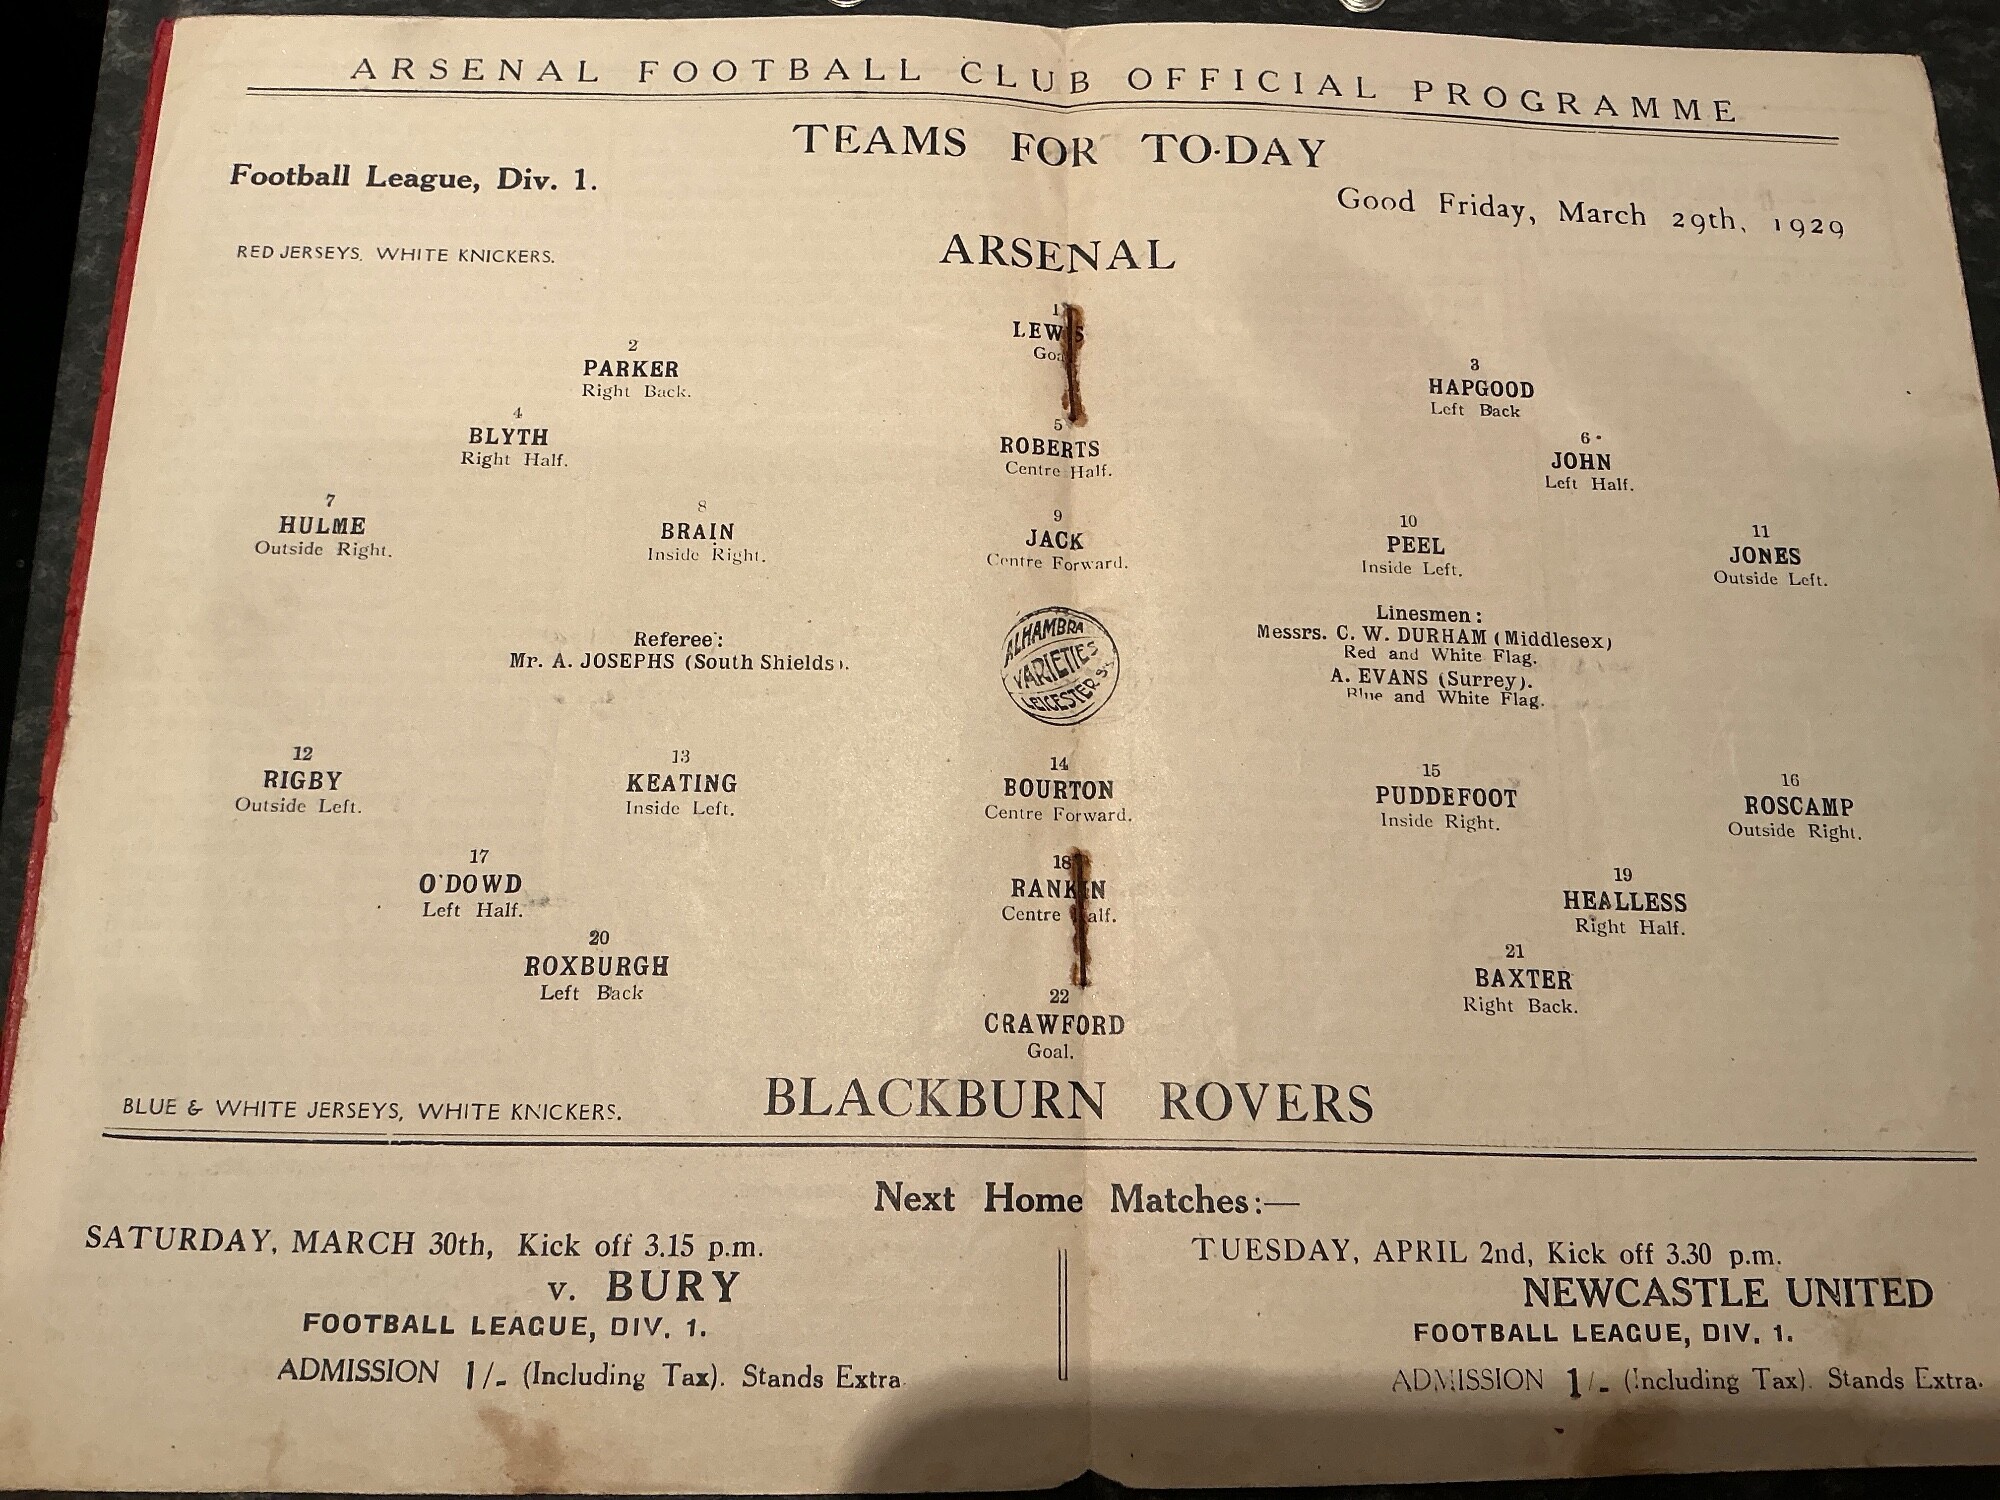 ARSENAL FOOTBALL CLUB OFFICIAL PROGRAMME
TEAMS FOR TO-DAY
Football League, Div. 1.
Good Friday, March 29th, 1929
RED JERSEYS, WHITE KNICKERS.
ARSENAL
1
LEWIS
Goal
2
PARKER
Right Back.
3
HAPGOOD
Left Back
4
BLYTH
Right Half.
5
ROBERTS
Centre Half.
6
JOHN
Left Half.
7
HULME
Outside Right.
8
BRAIN
Inside Right.
9
JACK
Centre Forward.
10
PEEL
Inside Left.
11
JONES
Outside Left.
Referee:
Mr. A. JOSEPHS (South Shields).
ALHAMBRA
VARIETIES
LEICESTER SQ.
Linesmen:
Messrs. C. W. DURHAM (Middlesex)
Red and White Flag.
A. EVANS (Surrey).
Blue and White Flag.
12
RIGBY
Outside Left.
13
KEATING
Inside Left.
14
BOURTON
Centre Forward.
15
PUDDEFOOT
Inside Right.
16
ROSCAMP
Outside Right.
17
O'DOWD
Left Half.
18
RANKIN
Centre Half.
19
HEALLESS
Right Half.
20
ROXBURGH
Left Back
21
BAXTER
Right Back.
22
CRAWFORD
Goal.
BLUE & WHITE JERSEYS, WHITE KNICKERS.
BLACKBURN ROVERS
Next Home Matches:—
SATURDAY, MARCH 30th, Kick off 3.15 p.m.
v. BURY
FOOTBALL LEAGUE, DIV. 1.
ADMISSION 1/- (Including Tax). Stands Extra.
TUESDAY, APRIL 2nd, Kick off 3.30 p.m.
NEWCASTLE UNITED
FOOTBALL LEAGUE, DIV. 1.
ADMISSION 1/- (Including Tax). Stands Extra.